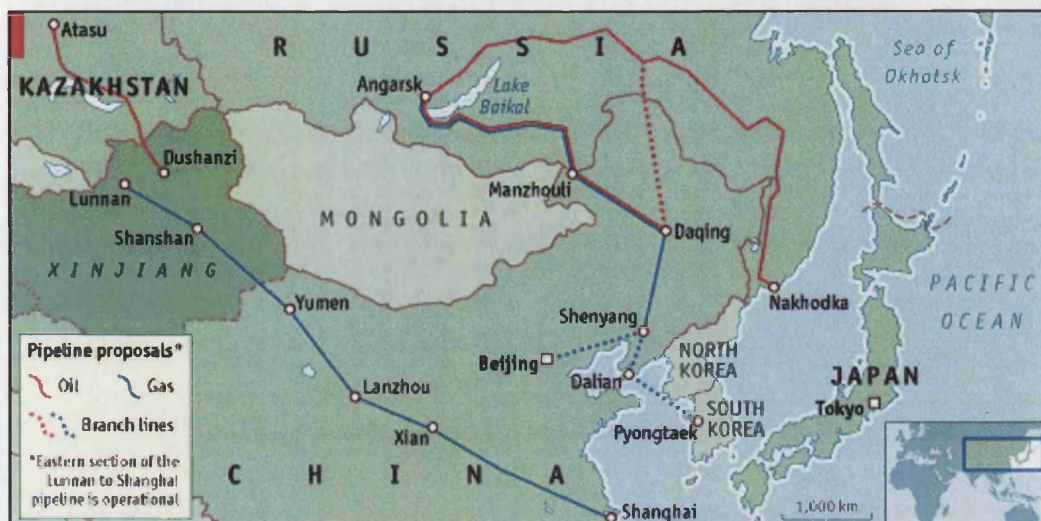 Atasu
R U S S I A
Sea of
Okhotsk
KAZAKHSTAN
Angarsk
Lake
Baikal
Dushanzi
Lunnan
Manzhouli
MONGOLIA
Daqing
Shanshan
XINJIANG
PACIFIC
OCEAN
Yumen
Nakhodka
Shenyang
Pipeline proposals*
Oil
Gas
Branch lines
*Eastern section of the
Lunnan to Shanghai
pipeline is operational
Beijing
NORTH
KOREA
Dalian
JAPAN
Lanzhou
Tokyo
SOUTH
KOREA
Pyongtaek
Xian
C H I N A
Shanghai
1,000 km